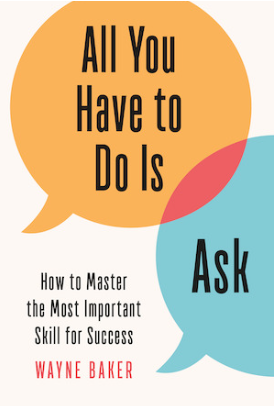 All You
Have to
Do Is
Ask
How to Master
the Most Important
Skill for Success
WAYNE BAKER